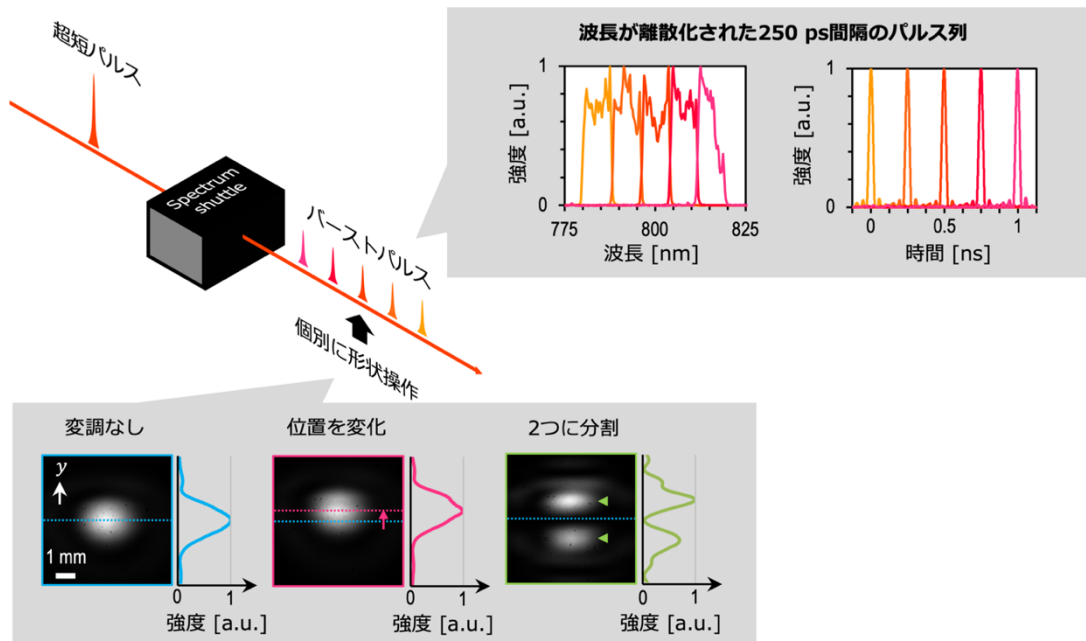 超短パルス
Spectrum
shuttle
バーストパルス
個別に形状操作
波長が離散化された250 ps間隔のパルス列
強度 [a.u.]
1
0
775
800
825
波長 [nm]
強度 [a.u.]
1
0
0
0.5
1
時間 [ns]
変調なし
y
1 mm
0
1
強度 [a.u.]
位置を変化
0
1
強度 [a.u.]
2つに分割
0
1
強度 [a.u.]